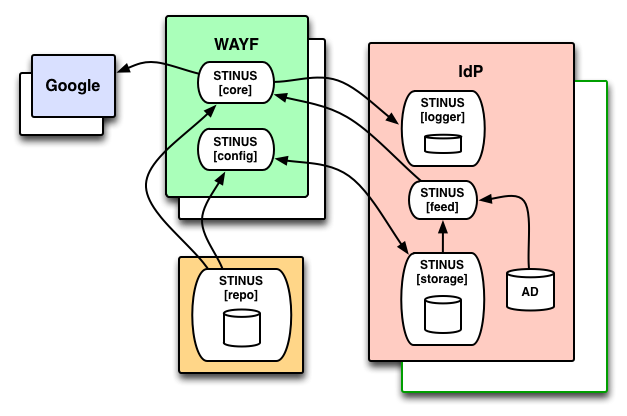 WAYF
STINUS
[core]
STINUS
[config]
Google
IdP
STINUS
[logger]
STINUS
[feed]
STINUS
[storage]
AD
STINUS
[repo]